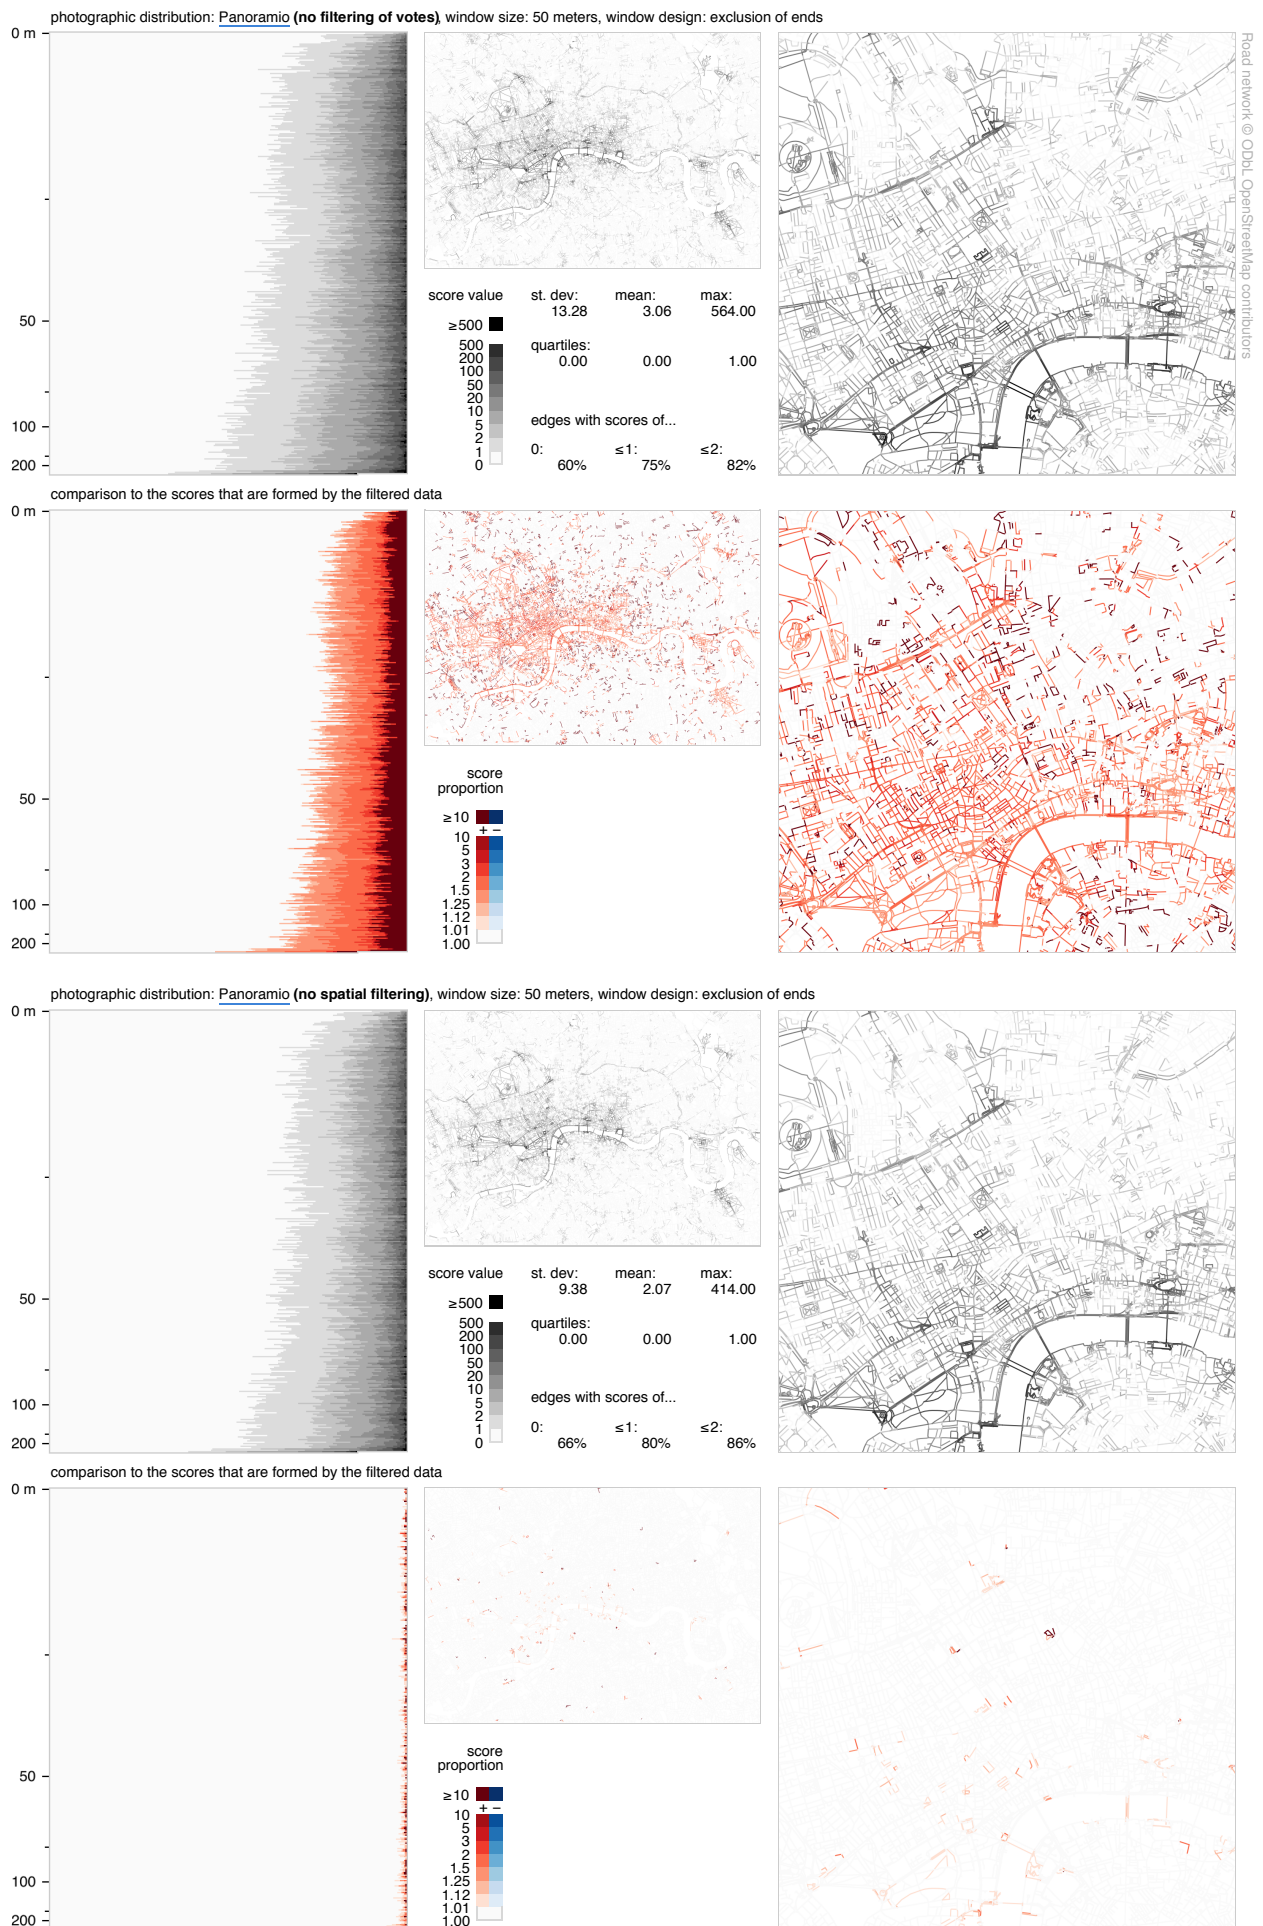 photographic distribution: Panoramio (no filtering of votes), window size: 50 meters, window design: exclusion of ends
0 m
50
100
200
Road network © ODbL OpenStreetMap contributors
score value
≥500
500
200
100
50
20
10
5
2
1
0
st. dev: mean: max:
13.28 3.06 564.00
quartiles:
0.00 0.00 1.00
edges with scores of...
0: ≤1: ≤2:
60% 75% 82%
comparison to the scores that are formed by the filtered data
0 m
50
100
200
score
proportion
≥10
+ −
10
5
3
2
1.5
1.25
1.12
1.01
1.00
photographic distribution: Panoramio (no spatial filtering), window size: 50 meters, window design: exclusion of ends
0 m
50
100
200
score value
≥500
500
200
100
50
20
10
5
2
1
0
st. dev: mean: max:
9.38 2.07 414.00
quartiles:
0.00 0.00 1.00
edges with scores of...
0: ≤1: ≤2:
66% 80% 86%
comparison to the scores that are formed by the filtered data
0 m
50
100
200
score
proportion
≥10
+ −
10
5
3
2
1.5
1.25
1.12
1.01
1.00